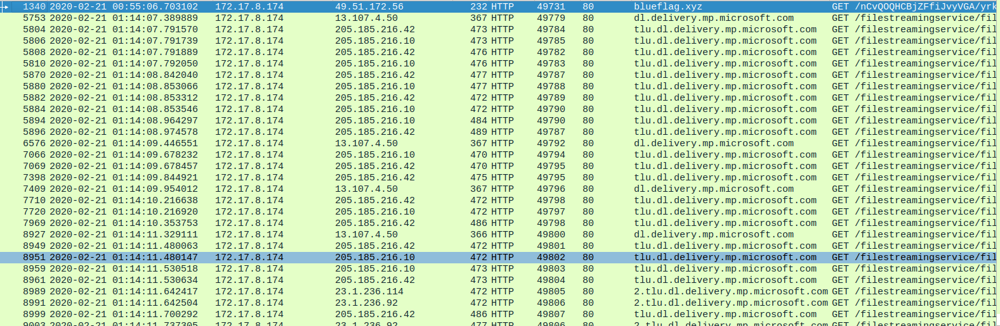 1340 2020-02-21 00:55:06.703102 172.17.8.174 49.51.172.56 232 HTTP 49731 80 blueflag.xyz GET /nCvQOQHCBjZFfiJvyVGA/yrk
5753 2020-02-21 01:14:07.389889 172.17.8.174 13.107.4.50 367 HTTP 49779 80 dl.delivery.mp.microsoft.com GET /filestreamingservice/fil
5804 2020-02-21 01:14:07.791570 172.17.8.174 205.185.216.42 473 HTTP 49784 80 tlu.dl.delivery.mp.microsoft.com GET /filestreamingservice/fil
5806 2020-02-21 01:14:07.791739 172.17.8.174 205.185.216.10 473 HTTP 49785 80 tlu.dl.delivery.mp.microsoft.com GET /filestreamingservice/fil
5808 2020-02-21 01:14:07.791889 172.17.8.174 205.185.216.42 476 HTTP 49782 80 tlu.dl.delivery.mp.microsoft.com GET /filestreamingservice/fil
5810 2020-02-21 01:14:07.792050 172.17.8.174 205.185.216.10 476 HTTP 49783 80 tlu.dl.delivery.mp.microsoft.com GET /filestreamingservice/fil
5870 2020-02-21 01:14:08.842040 172.17.8.174 205.185.216.42 477 HTTP 49787 80 tlu.dl.delivery.mp.microsoft.com GET /filestreamingservice/fil
5880 2020-02-21 01:14:08.853066 172.17.8.174 205.185.216.10 477 HTTP 49788 80 tlu.dl.delivery.mp.microsoft.com GET /filestreamingservice/fil
5882 2020-02-21 01:14:08.853312 172.17.8.174 205.185.216.42 472 HTTP 49789 80 tlu.dl.delivery.mp.microsoft.com GET /filestreamingservice/fil
5884 2020-02-21 01:14:08.853546 172.17.8.174 205.185.216.10 472 HTTP 49790 80 tlu.dl.delivery.mp.microsoft.com GET /filestreamingservice/fil
5894 2020-02-21 01:14:08.964297 172.17.8.174 205.185.216.10 484 HTTP 49790 80 tlu.dl.delivery.mp.microsoft.com GET /filestreamingservice/fil
5896 2020-02-21 01:14:08.974578 172.17.8.174 205.185.216.42 489 HTTP 49787 80 tlu.dl.delivery.mp.microsoft.com GET /filestreamingservice/fil
6576 2020-02-21 01:14:09.446551 172.17.8.174 13.107.4.50 367 HTTP 49792 80 dl.delivery.mp.microsoft.com GET /filestreamingservice/fil
7066 2020-02-21 01:14:09.678232 172.17.8.174 205.185.216.10 470 HTTP 49794 80 tlu.dl.delivery.mp.microsoft.com GET /filestreamingservice/fil
7069 2020-02-21 01:14:09.678457 172.17.8.174 205.185.216.42 470 HTTP 49795 80 tlu.dl.delivery.mp.microsoft.com GET /filestreamingservice/fil
7398 2020-02-21 01:14:09.844921 172.17.8.174 205.185.216.42 475 HTTP 49795 80 tlu.dl.delivery.mp.microsoft.com GET /filestreamingservice/fil
7409 2020-02-21 01:14:09.954012 172.17.8.174 13.107.4.50 367 HTTP 49796 80 dl.delivery.mp.microsoft.com GET /filestreamingservice/fil
7710 2020-02-21 01:14:10.216638 172.17.8.174 205.185.216.42 472 HTTP 49798 80 tlu.dl.delivery.mp.microsoft.com GET /filestreamingservice/fil
7720 2020-02-21 01:14:10.216920 172.17.8.174 205.185.216.10 472 HTTP 49797 80 tlu.dl.delivery.mp.microsoft.com GET /filestreamingservice/fil
7969 2020-02-21 01:14:10.353753 172.17.8.174 205.185.216.42 486 HTTP 49798 80 tlu.dl.delivery.mp.microsoft.com GET /filestreamingservice/fil
8927 2020-02-21 01:14:11.329111 172.17.8.174 13.107.4.50 366 HTTP 49800 80 dl.delivery.mp.microsoft.com GET /filestreamingservice/fil
8949 2020-02-21 01:14:11.480063 172.17.8.174 205.185.216.42 472 HTTP 49801 80 tlu.dl.delivery.mp.microsoft.com GET /filestreamingservice/fil
8951 2020-02-21 01:14:11.480147 172.17.8.174 205.185.216.10 472 HTTP 49802 80 tlu.dl.delivery.mp.microsoft.com GET /filestreamingservice/fil
8959 2020-02-21 01:14:11.530518 172.17.8.174 205.185.216.10 473 HTTP 49803 80 tlu.dl.delivery.mp.microsoft.com GET /filestreamingservice/fil
8961 2020-02-21 01:14:11.530634 172.17.8.174 205.185.216.42 473 HTTP 49804 80 tlu.dl.delivery.mp.microsoft.com GET /filestreamingservice/fil
8989 2020-02-21 01:14:11.642417 172.17.8.174 23.1.236.114 472 HTTP 49805 80 2.tlu.dl.delivery.mp.microsoft.com GET /filestreamingservice/fil
8991 2020-02-21 01:14:11.642504 172.17.8.174 23.1.236.92 472 HTTP 49806 80 2.tlu.dl.delivery.mp.microsoft.com GET /filestreamingservice/fil
8999 2020-02-21 01:14:11.700292 172.17.8.174 205.185.216.42 486 HTTP 49807 80 tlu.dl.delivery.mp.microsoft.com GET /filestreamingservice/fil
9003 2020-02-21 01:14:11.737305 172.17.8.174 23.1.236.92 477 HTTP 49806 80 2.tlu.dl.delivery.mp.microsoft.com GET /filestreamingservice/fil